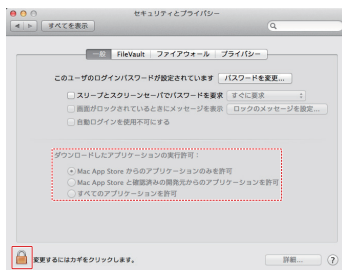 セキュリティとプライバシー
すべてを表示
一般 FileVault ファイアウォール プライバシー
このユーザのログインパスワードが設定されています パスワードを変更...
スリープとスクリーンセーバでパスワードを要求 すぐに要求
画面がロックされているときにメッセージを表示 ロックのメッセージを設定...
自動ログインを使用不可にする
ダウンロードしたアプリケーションの実行許可：
Mac App Store からのアプリケーションのみを許可
Mac App Store と確認済みの開発元からのアプリケーションを許可
すべてのアプリケーションを許可
変更するにはカギをクリックします。
詳細... ?